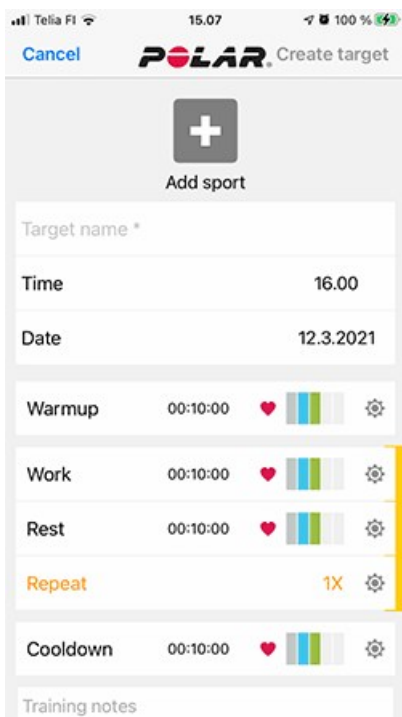 Telia FI 15.07 100 %
Cancel POLAR. Create target
Add sport
Target name *
Time 16.00
Date 12.3.2021
Warmup 00:10:00
Work 00:10:00
Rest 00:10:00
Repeat 1X
Cooldown 00:10:00
Training notes